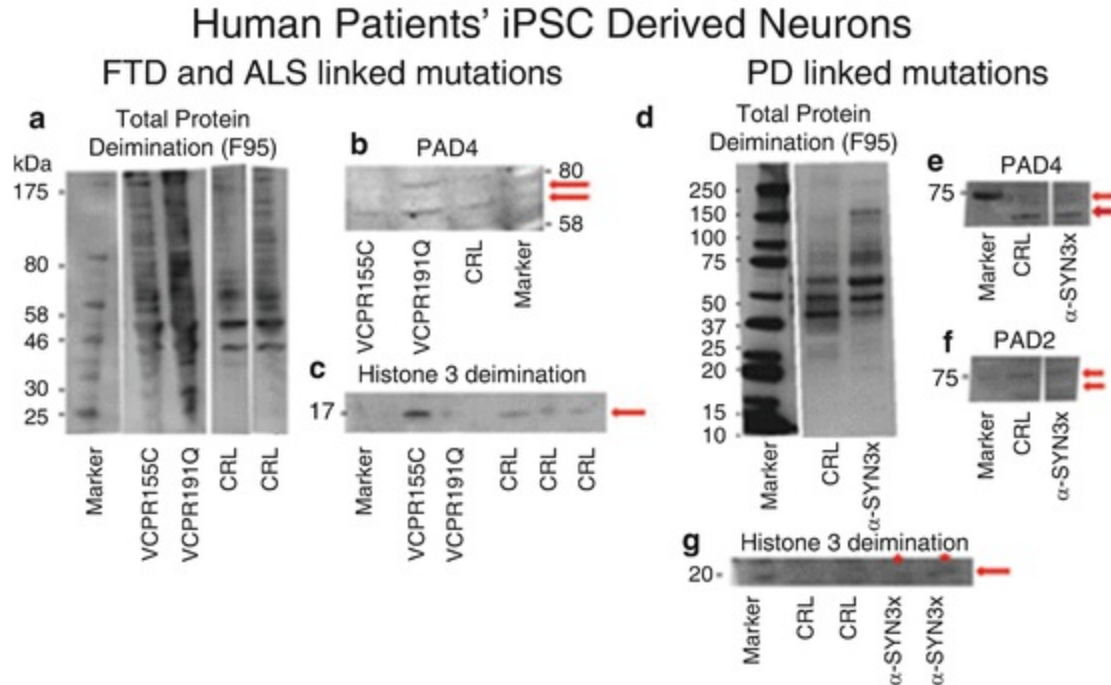 Human Patients' iPSC Derived Neurons
FTD and ALS linked mutations
PD linked mutations
a
Total Protein
Deimination (F95)
kDa
175
80
58
46
30
25
Marker
VCPR155C
VCPR191Q
CRL
CRL
b
PAD4
80
58
VCPR155C
VCPR191Q
CRL
Marker
c
Histone 3 deimination
17
Marker
VCPR155C
VCPR191Q
CRL
CRL
CRL
d
Total Protein
Deimination (F95)
250
150
100
75
50
37
25
20
15
10
Marker
CRL
α-SYN3x
e
PAD4
75
Marker
CRL
α-SYN3x
f
PAD2
75
Marker
CRL
α-SYN3x
g
Histone 3 deimination
20
Marker
CRL
CRL
α-SYN3x
α-SYN3x